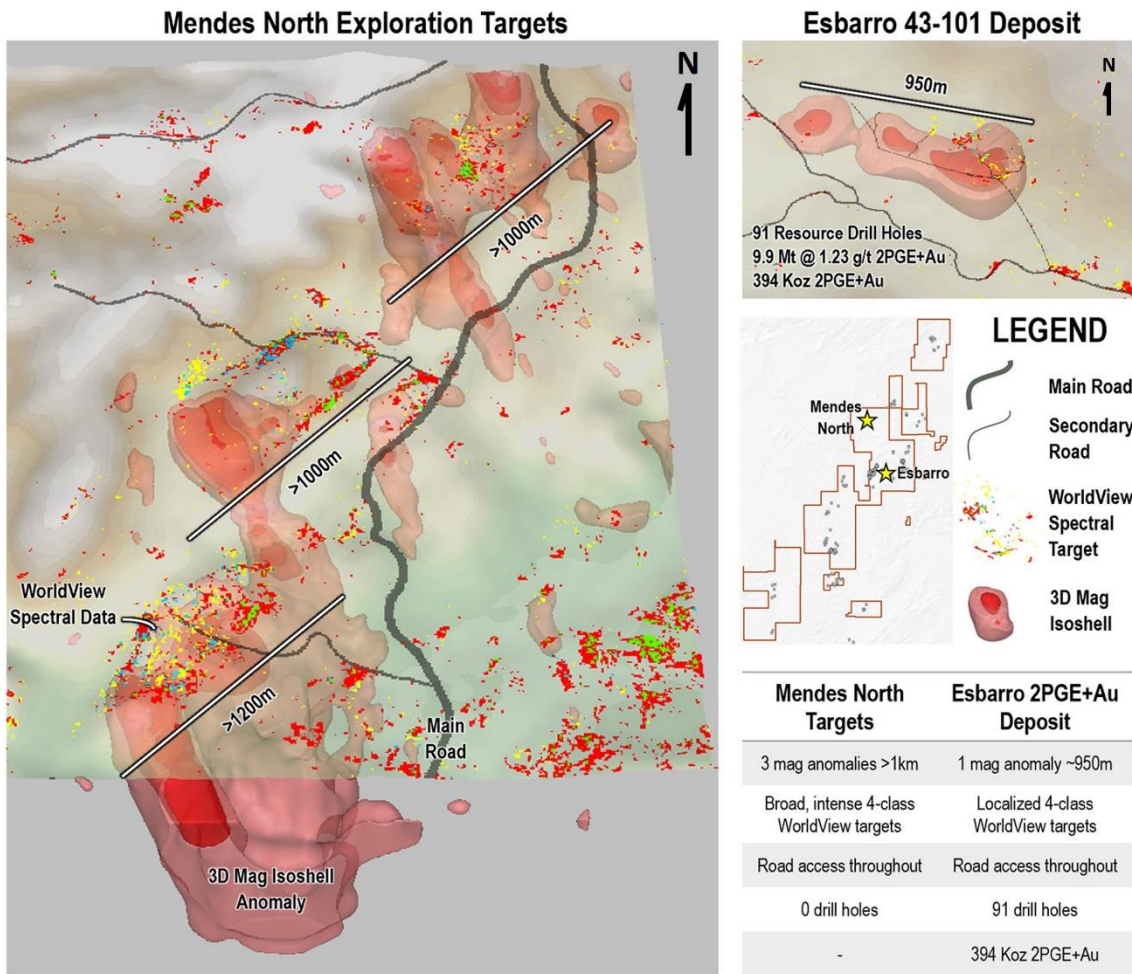 Mendes North Exploration Targets
N
>1000m
>1000m
WorldView
Spectral Data
>1200m
Main
Road
3D Mag Isoshell
Anomaly
Esbarro 43-101 Deposit
N
950m
91 Resource Drill Holes
9.9 Mt @ 1.23 g/t 2PGE+Au
394 Koz 2PGE+Au
Mendes
North
Esbarro
LEGEND
Main Road
Secondary
Road
WorldView
Spectral
Target
3D Mag
Isoshell
Mendes North
Targets
Esbarro 2PGE+Au
Deposit
3 mag anomalies >1km
1 mag anomaly ~950m
Broad, intense 4-class
WorldView targets
Localized 4-class
WorldView targets
Road access throughout
Road access throughout
0 drill holes
91 drill holes
-
394 Koz 2PGE+Au